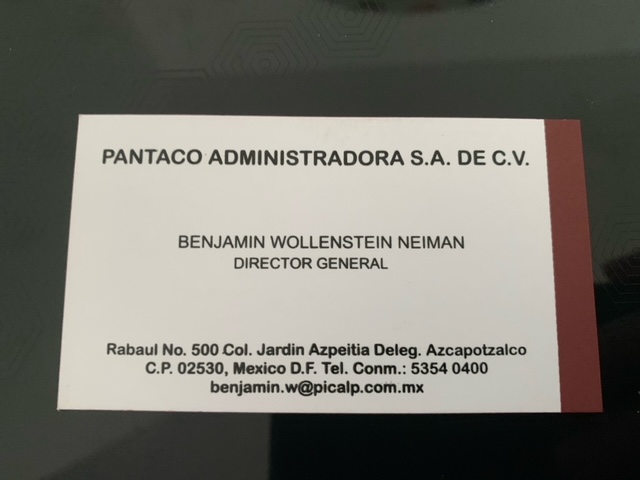 PANTACO ADMINISTRADORA S.A. DE C.V.
BENJAMIN WOLLENSTEIN NEIMAN
DIRECTOR GENERAL
Rabaul No. 500 Col. Jardin Azpeitia Deleg. Azcapotzalco
C.P. 02530, Mexico D.F. Tel. Conm.: 5354 0400
benjamin.w@picalp.com.mx